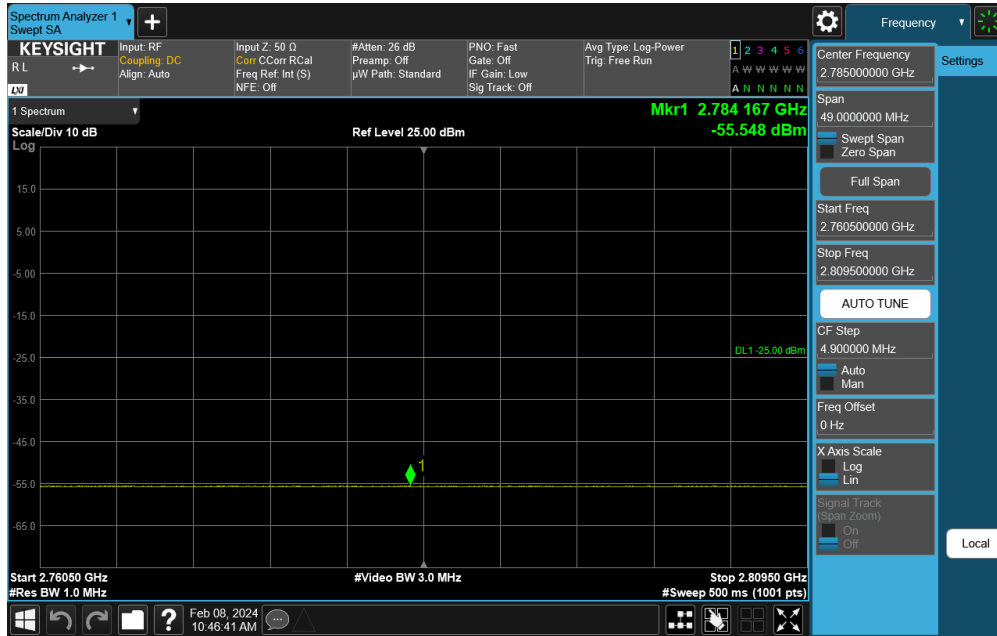 Spectrum Analyzer 1
Swept SA
Frequency
KEYSIGHT
R L
LXI
Input: RF
Coupling: DC
Align: Auto
Input Z: 50 Ω
Corr CCorr RCal
Freq Ref: Int (S)
NFE: Off
#Atten: 26 dB
Preamp: Off
µW Path: Standard
PNO: Fast
Gate: Off
IF Gain: Low
Sig Track: Off
Avg Type: Log-Power
Trig: Free Run
1 2 3 4 5 6
A W W W W W
A N N N N N
1 Spectrum
Scale/Div 10 dB
Log
Ref Level 25.00 dBm
Mkr1 2.784 167 GHz
-55.548 dBm
15.0
5.00
-5.00
-15.0
-25.0
-35.0
-45.0
-55.0
-65.0
DL1 -25.00 dBm
1
Start 2.76050 GHz
#Res BW 1.0 MHz
#Video BW 3.0 MHz
Stop 2.80950 GHz
#Sweep 500 ms (1001 pts)
Center Frequency
2.785000000 GHz
Settings
Span
49.0000000 MHz
Swept Span
Zero Span
Full Span
Start Freq
2.760500000 GHz
Stop Freq
2.809500000 GHz
AUTO TUNE
CF Step
4.900000 MHz
Auto
Man
Freq Offset
0 Hz
X Axis Scale
Log
Lin
Signal Track
(Span Zoom)
On
Off
Local
?
Feb 08, 2024
10:46:41 AM